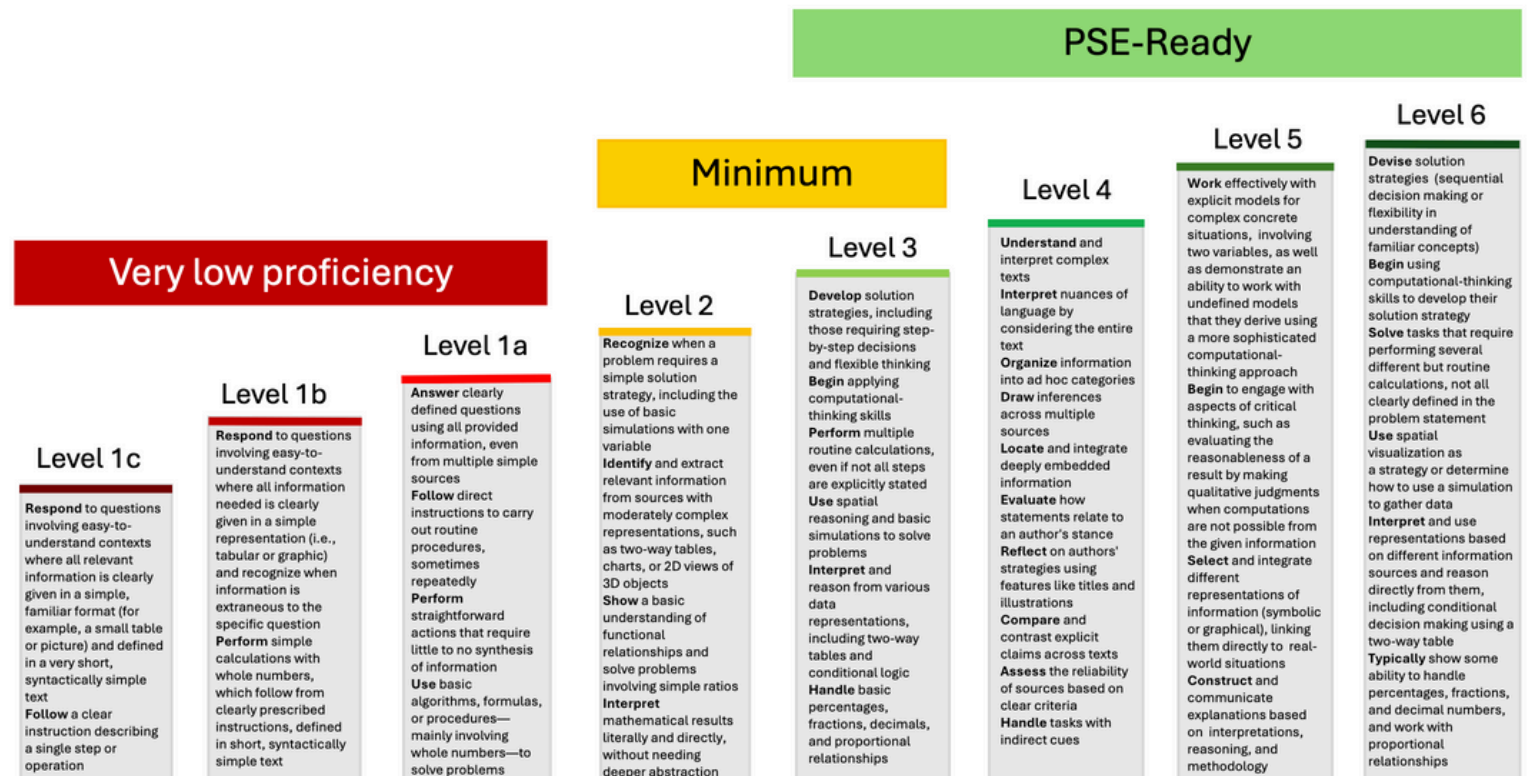 PSE-Ready
Minimum
Very low proficiency
Level 1c
Respond to questions
involving easy-to-
understand contexts
where all relevant
information is clearly
given in a simple,
familiar format (for
example, a small table
or picture) and defined
in a very short,
syntactically simple
text
Follow a clear
instruction describing
a single step or
operation
Level 1b
Respond to questions
involving easy-to-
understand contexts
where all information
needed is clearly
given in a simple
representation (i.e.,
tabular or graphic)
and recognize when
information is
extraneous to the
specific question
Perform simple
calculations with
whole numbers,
which follow from
clearly prescribed
instructions, defined
in short, syntactically
simple text
Level 1a
Answer clearly
defined questions
using all provided
information, even
from multiple simple
sources
Follow direct
instructions to carry
out routine
procedures,
sometimes
repeatedly
Perform
straightforward
actions that require
little to no synthesis
of information
Use basic
algorithms, formulas,
or procedures—
mainly involving
whole numbers—to
solve problems
Level 2
Recognize when a
problem requires a
simple solution
strategy, including the
use of basic
simulations with one
variable
Identify and extract
relevant information
from sources with
moderately complex
representations, such
as two-way tables,
charts, or 2D views of
3D objects
Show a basic
understanding of
functional
relationships and
solve problems
involving simple ratios
Interpret
mathematical results
literally and directly,
without needing
deeper abstraction
Level 3
Develop solution
strategies, including
those requiring step-
by-step decisions
and flexible thinking
Begin applying
computational-
thinking skills
Perform multiple
routine calculations,
even if not all steps
are explicitly stated
Use spatial
reasoning and basic
simulations to solve
problems
Interpret and
reason from various
data
representations,
including two-way
tables and
conditional logic
Handle basic
percentages,
fractions, decimals,
and proportional
relationships
Level 4
Understand and
interpret complex
texts
Interpret nuances of
language by
considering the entire
text
Organize information
into ad hoc categories
Draw inferences
across multiple
sources
Locate and integrate
deeply embedded
information
Evaluate how
statements relate to
an author's stance
Reflect on authors'
strategies using
features like titles and
illustrations
Compare and
contrast explicit
claims across texts
Assess the reliability
of sources based on
clear criteria
Handle tasks with
indirect cues
Level 5
Work effectively with
explicit models for
complex concrete
situations, involving
two variables, as well
as demonstrate an
ability to work with
undefined models
that they derive using
a more sophisticated
computational-
thinking approach
Begin to engage with
aspects of critical
thinking, such as
evaluating the
reasonableness of a
result by making
qualitative judgments
when computations
are not possible from
the given information
Select and integrate
different
representations of
information (symbolic
or graphical), linking
them directly to real-
world situations
Construct and
communicate
explanations based
on interpretations,
reasoning, and
methodology
Level 6
Devise solution
strategies (sequential
decision making or
flexibility in
understanding of
familiar concepts)
Begin using
computational-thinking
skills to develop their
solution strategy
Solve tasks that require
performing several
different but routine
calculations, not all
clearly defined in the
problem statement
Use spatial
visualization as
a strategy or determine
how to use a simulation
to gather data
Interpret and use
representations based
on different information
sources and reason
directly from them,
including conditional
decision making using a
two-way table
Typically show some
ability to handle
percentages, fractions,
and decimal numbers,
and work with
proportional
relationships